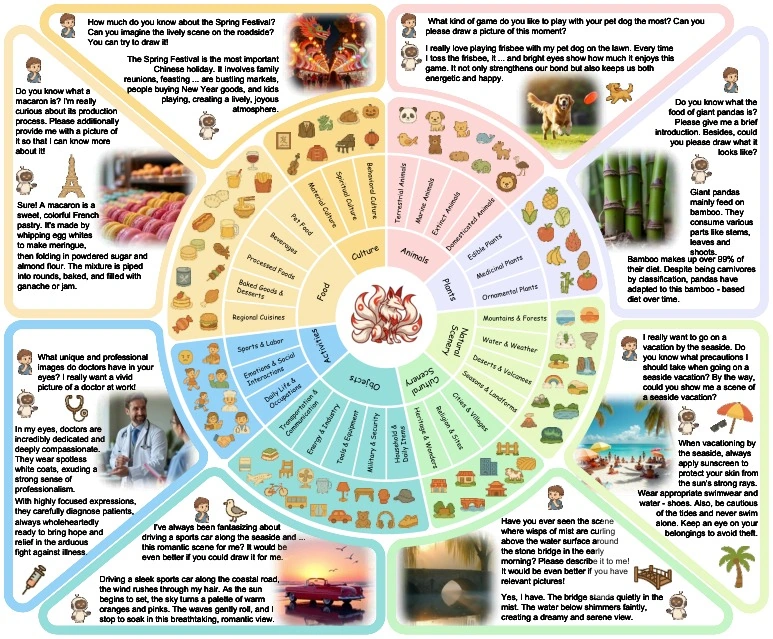 How much do you know about the Spring Festival?
Can you imagine the lively scene on the roadside?
You can try to draw it!
The Spring Festival is the most important
Chinese holiday. It involves family
reunions, feasting ... are bustling markets,
people buying New Year goods, and kids
playing, creating a lively, joyous
atmosphere.
What kind of game do you like to play with your pet dog the most? Can you
please draw a picture of this moment?
I really love playing frisbee with my pet dog on the lawn. Every time
I toss the frisbee, it ... and bright eyes show how much it enjoys this
game. It not only strengthens our bond but also keeps us both
energetic and happy.
Do you know what a
macaron is? I'm really
curious about its production
process. Please additionally
provide me with a picture of
it so that I can know more
about it!
Sure! A macaron is a
sweet, colorful French
pastry. It's made by
whipping egg whites
to make meringue,
then folding in powdered sugar and
almond flour. The mixture is piped
into rounds, baked, and filled with
ganache or jam.
Do you know what the
food of giant pandas is?
Please give me a brief
introduction. Besides, could
you please draw what it
looks like?
Giant pandas
mainly feed on
bamboo. They
consume various
parts like stems,
leaves and
shoots.
Bamboo makes up over 99% of
their diet. Despite being carnivores
by classification, pandas have
adapted to this bamboo - based
diet over time.
Culture
Pet Food
Material Culture
Spiritual Culture
Behavioral Culture
Animals
Terrestrial Animals
Marine Animals
Extinct Animals
Domesticated Animals
Plants
Edible Plants
Medicinal Plants
Ornamental Plants
Natural
Scenery
Mountains & Forests
Water & Weather
Deserts & Volcanoes
Seasons & Landforms
Cultural
Scenery
Cities & Villages
Religion & Sites
Heritage & Wonders
Objects
Household &
Daily Items
Military & Security
Tools & Equipment
Energy & Industry
Transportation &
Communication
Activities
Daily Life &
Occupations
Emotions & Social
Interactions
Sports & Labor
Food
Regional Cuisines
Baked Goods &
Desserts
Processed Foods
Beverages
What unique and professional
images do doctors have in your
eyes? I really want a vivid
picture of a doctor at work!
In my eyes, doctors are
incredibly dedicated and
deeply compassionate.
They wear spotless
white coats, exuding a
strong sense of
professionalism.
With highly focused expressions,
they carefully diagnose patients,
always wholeheartedly
ready to bring hope and
relief in the arduous
fight against illness.
I really want to go on a
vacation by the seaside. Do
you know what precautions I
should take when going on a
seaside vacation? By the way,
could you show me a scene of
a seaside vacation?
When vacationing by
the seaside, always
apply sunscreen to
protect your skin from
the sun's strong rays.
Wear appropriate swimwear and
water - shoes. Also, be cautious
of the tides and never swim
alone. Keep an eye on your
belongings to avoid theft.
I've always been fantasizing about
driving a sports car along the seaside and ...
this romantic scene for me? It would be
even better if you could draw it for me.
Driving a sleek sports car along the coastal road,
the wind rushes through my hair. As the sun
begins to set, the sky turns a palette of warm
oranges and pinks. The waves gently roll, and I
stop to soak in this breathtaking, romantic view.
Have you ever seen the scene
where wisps of mist are curling
above the water surface around
the stone bridge in the early
morning? Please describe it to me!
It would be even better if you have
relevant pictures!
Yes, I have. The bridge stands quietly in the
mist. The water below shimmers faintly,
creating a dreamy and serene view.